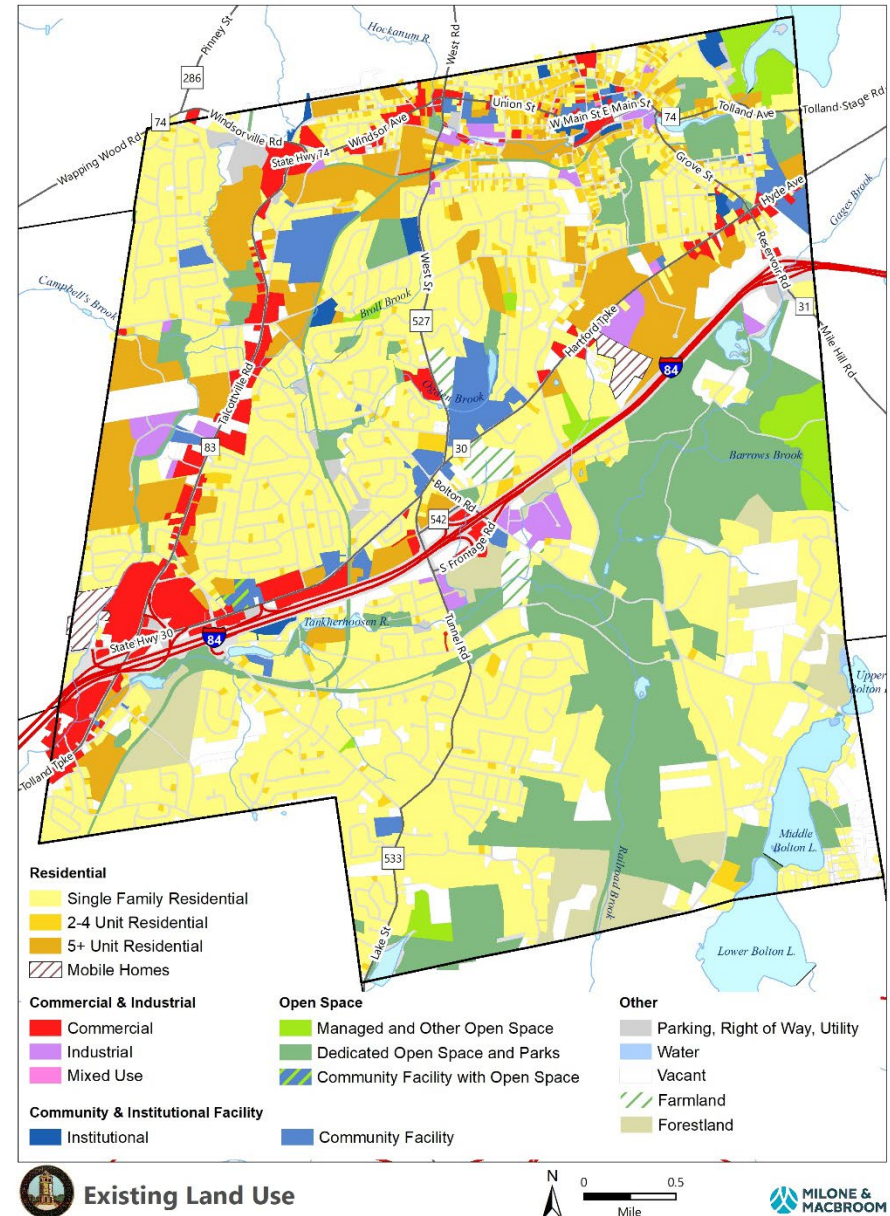 Hockanum R.
Pinney St
West Rd
286
74
Windsorville Rd
Wapping Wood Rd
State Hwy 74
Windsor Ave
Union St
W Main St
E Main St
74
Tolland Ave
Tolland Stage Rd
Grove St
Hyde Ave
Gages Brook
Reservoir Rd
31
Mile Hill Rd
Campbell's Brook
Broll Brook
West St
527
Hartford Tpke
84
Talcottville Rd
Ogden Brook
83
30
Barrows Brook
Bolton Rd
542
S Frontage Rd
State Hwy 30
84
Tankherhoosen R.
Tunnel Rd
Upper
Bolton L.
Tolland Tpke
Middle
Bolton L.
533
Railroad Brook
Lake St
Lower Bolton L.
Residential
Single Family Residential
2-4 Unit Residential
5+ Unit Residential
Mobile Homes
Commercial & Industrial
Commercial
Industrial
Mixed Use
Community & Institutional Facility
Institutional
Community Facility
Open Space
Managed and Other Open Space
Dedicated Open Space and Parks
Community Facility with Open Space
Other
Parking, Right of Way, Utility
Water
Vacant
Farmland
Forestland
Existing Land Use
N
0 0.5
Mile
MILONE &
MACBROOM